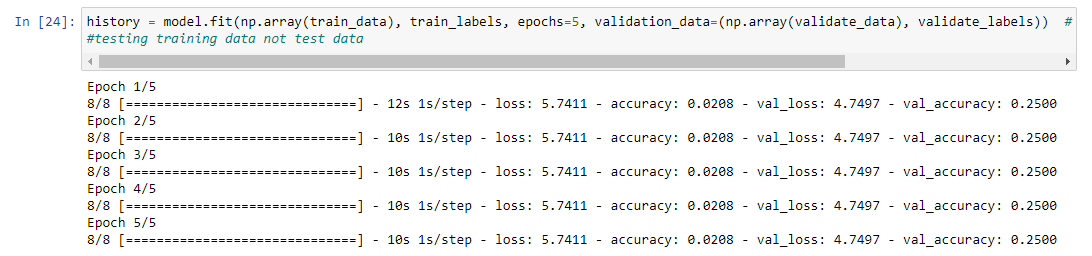 In [24]: history = model.fit(np.array(train_data), train_labels, epochs=5, validation_data=(np.array(validate_data), validate_labels))  #
#testing training data not test data
Epoch 1/5
8/8 [==============================] - 12s 1s/step - loss: 5.7411 - accuracy: 0.0208 - val_loss: 4.7497 - val_accuracy: 0.2500
Epoch 2/5
8/8 [==============================] - 10s 1s/step - loss: 5.7411 - accuracy: 0.0208 - val_loss: 4.7497 - val_accuracy: 0.2500
Epoch 3/5
8/8 [==============================] - 10s 1s/step - loss: 5.7411 - accuracy: 0.0208 - val_loss: 4.7497 - val_accuracy: 0.2500
Epoch 4/5
8/8 [==============================] - 10s 1s/step - loss: 5.7411 - accuracy: 0.0208 - val_loss: 4.7497 - val_accuracy: 0.2500
Epoch 5/5
8/8 [==============================] - 10s 1s/step - loss: 5.7411 - accuracy: 0.0208 - val_loss: 4.7497 - val_accuracy: 0.2500